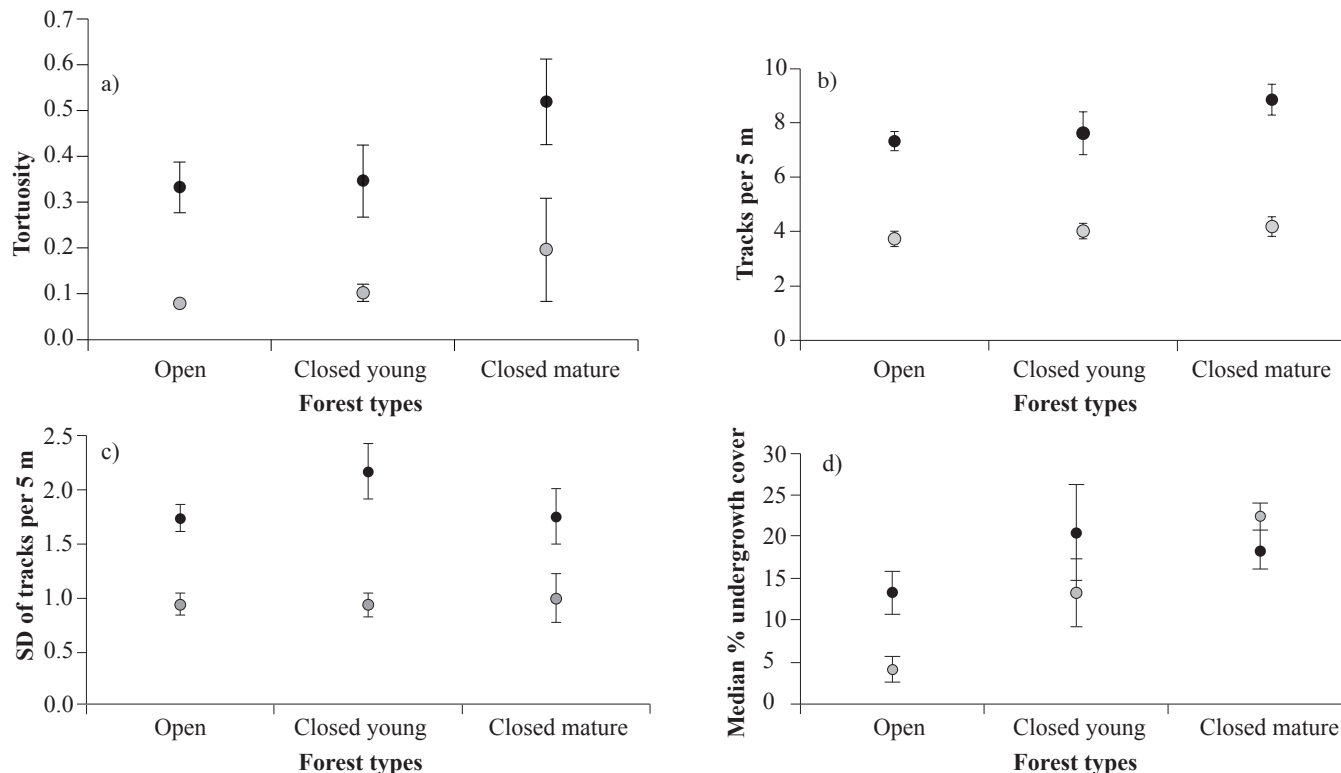 a)
Tortuosity
0.7
0.6
0.5
0.4
0.3
0.2
0.1
0.0
Open Closed young Closed mature
Forest types
b)
Tracks per 5 m
10
8
6
4
2
0
Open Closed young Closed mature
Forest types
c)
SD of tracks per 5 m
2.5
2.0
1.5
1.0
0.5
0.0
Open Closed young Closed mature
Forest types
d)
Median % undergrowth cover
30
25
20
15
10
5
0
Open Closed young Closed mature
Forest types